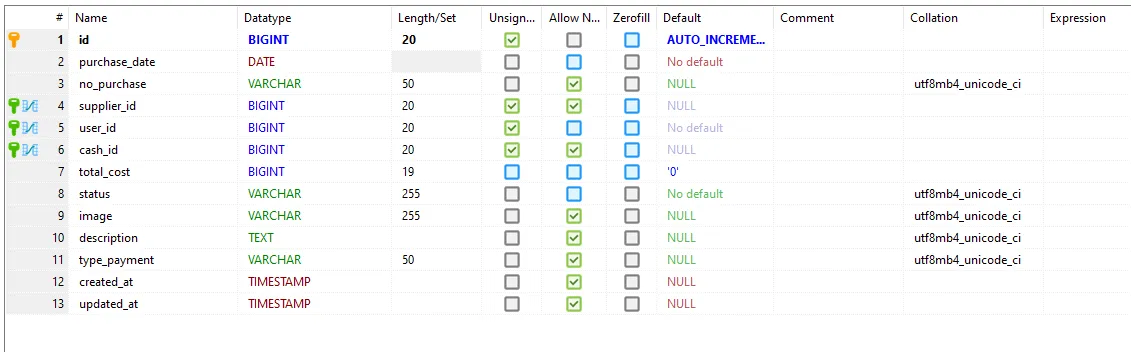 # Name Datatype Length/Set Unsign... Allow N... Zerofill Default Comment Collation Expression
1 id BIGINT 20 AUTO_INCREME...
2 purchase_date DATE No default
3 no_purchase VARCHAR 50 NULL utf8mb4_unicode_ci
4 supplier_id BIGINT 20 NULL
5 user_id BIGINT 20 No default
6 cash_id BIGINT 20 NULL
7 total_cost BIGINT 19 '0'
8 status VARCHAR 255 No default utf8mb4_unicode_ci
9 image VARCHAR 255 NULL utf8mb4_unicode_ci
10 description TEXT NULL utf8mb4_unicode_ci
11 type_payment VARCHAR 50 NULL utf8mb4_unicode_ci
12 created_at TIMESTAMP NULL
13 updated_at TIMESTAMP NULL